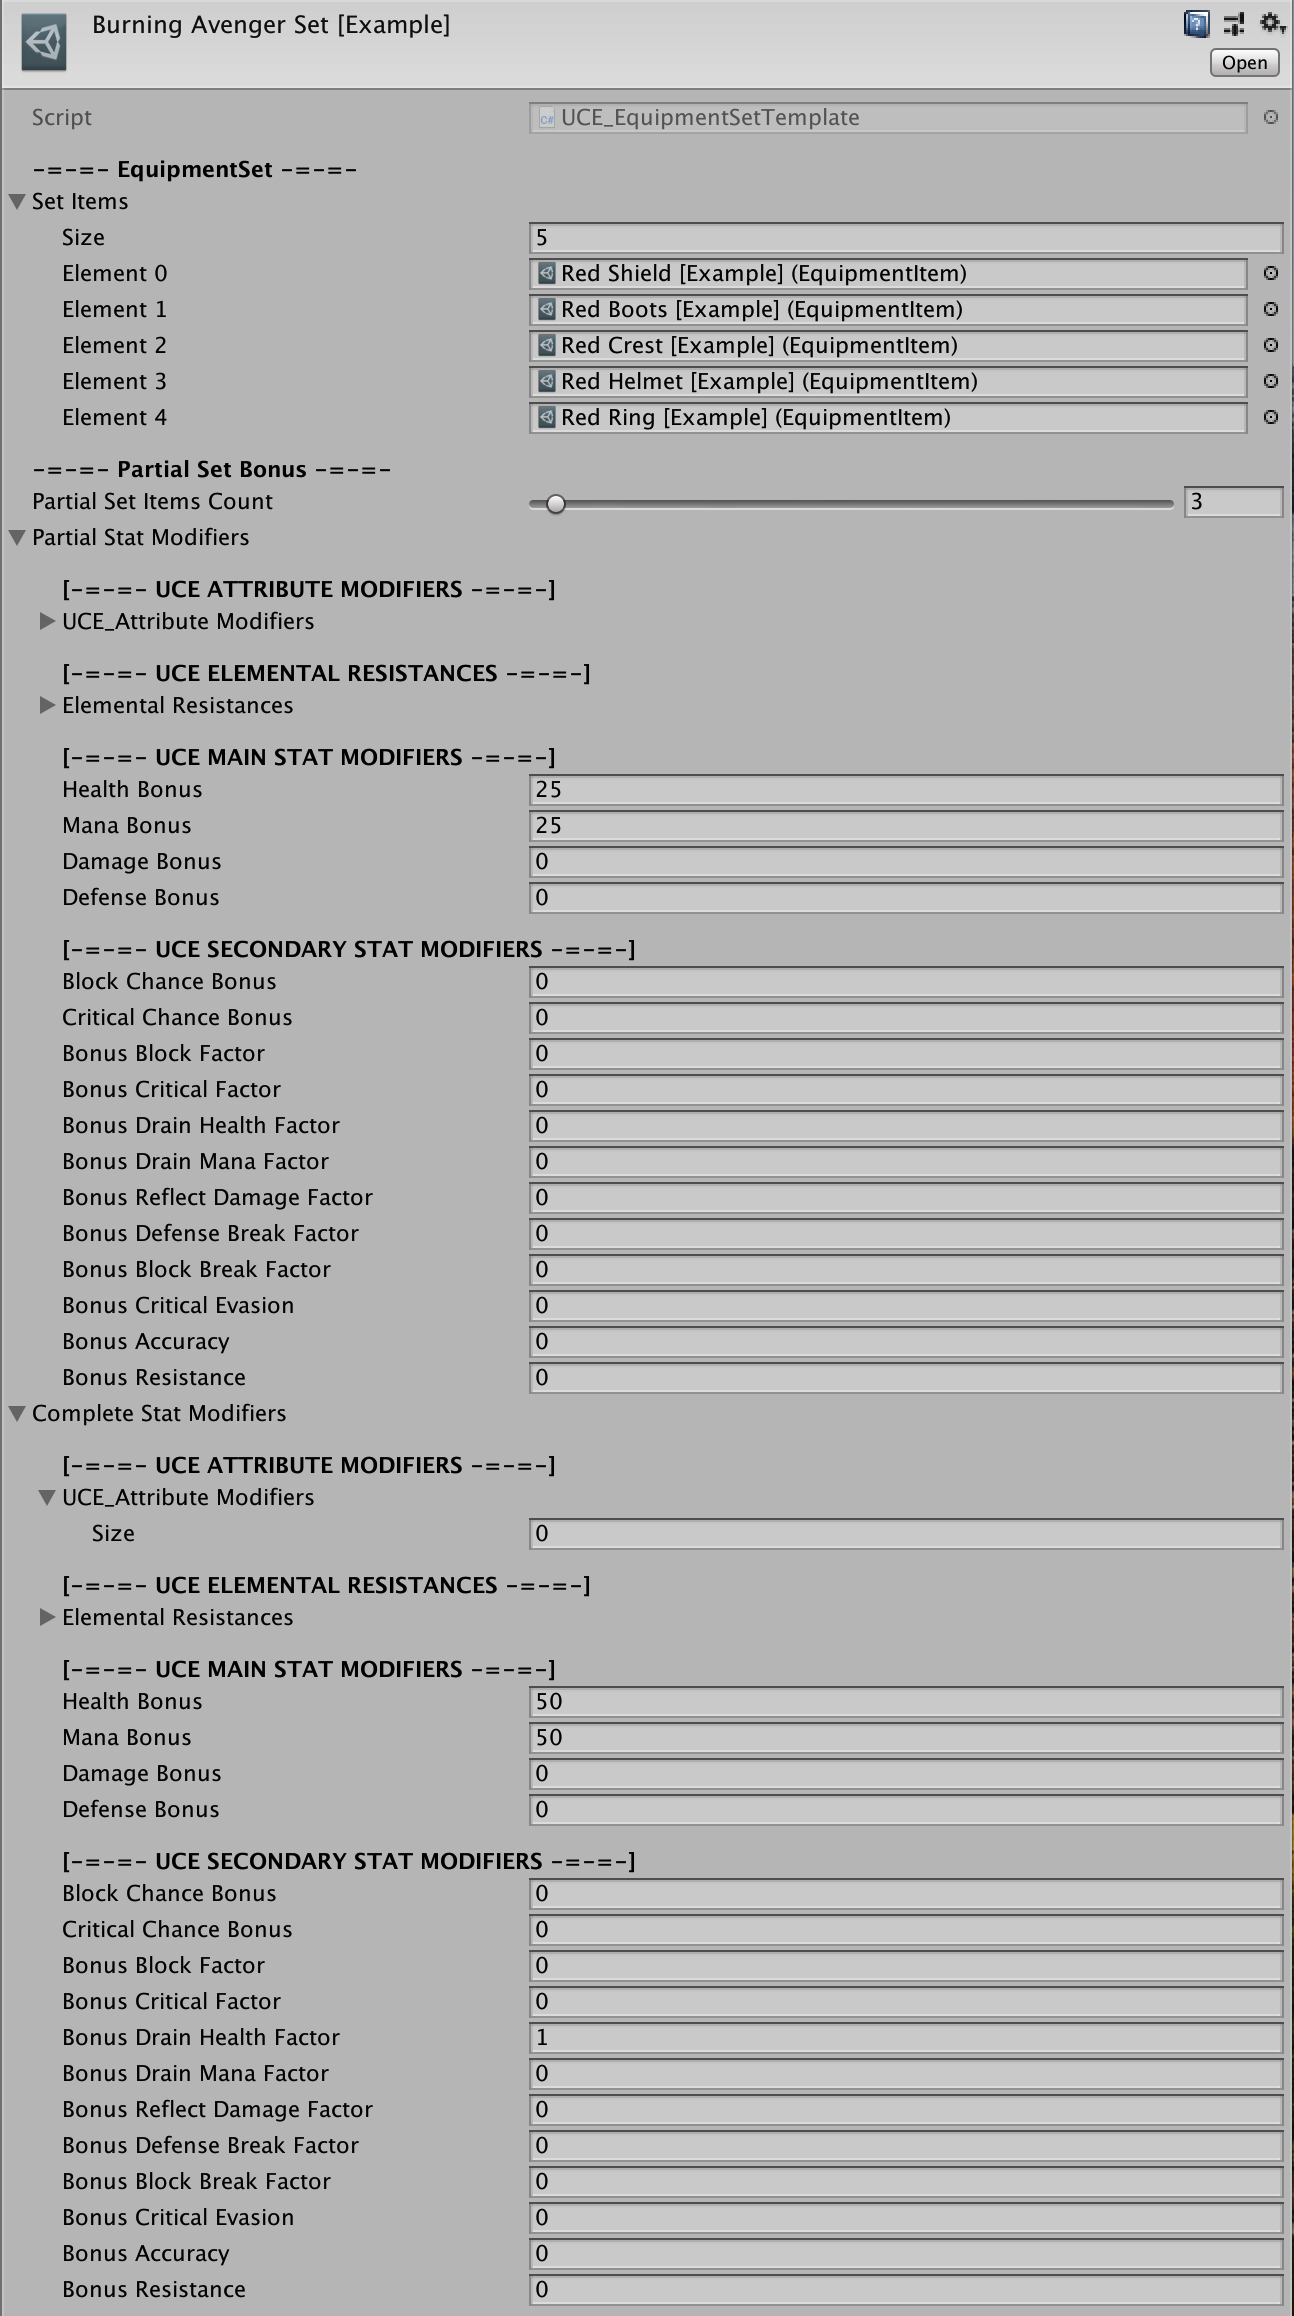 Burning Avenger Set [Example]
Open
Script UCE_EquipmentSetTemplate
-=-=- EquipmentSet -=-=-
Set Items
Size 5
Element 0 Red Shield [Example] (EquipmentItem)
Element 1 Red Boots [Example] (EquipmentItem)
Element 2 Red Crest [Example] (EquipmentItem)
Element 3 Red Helmet [Example] (EquipmentItem)
Element 4 Red Ring [Example] (EquipmentItem)
-=-=- Partial Set Bonus -=-=-
Partial Set Items Count 3
Partial Stat Modifiers
[-=-=- UCE ATTRIBUTE MODIFIERS -=-=-]
UCE_Attribute Modifiers
[-=-=- UCE ELEMENTAL RESISTANCES -=-=-]
Elemental Resistances
[-=-=- UCE MAIN STAT MODIFIERS -=-=-]
Health Bonus 25
Mana Bonus 25
Damage Bonus 0
Defense Bonus 0
[-=-=- UCE SECONDARY STAT MODIFIERS -=-=-]
Block Chance Bonus 0
Critical Chance Bonus 0
Bonus Block Factor 0
Bonus Critical Factor 0
Bonus Drain Health Factor 0
Bonus Drain Mana Factor 0
Bonus Reflect Damage Factor 0
Bonus Defense Break Factor 0
Bonus Block Break Factor 0
Bonus Critical Evasion 0
Bonus Accuracy 0
Bonus Resistance 0
Complete Stat Modifiers
[-=-=- UCE ATTRIBUTE MODIFIERS -=-=-]
UCE_Attribute Modifiers
Size 0
[-=-=- UCE ELEMENTAL RESISTANCES -=-=-]
Elemental Resistances
[-=-=- UCE MAIN STAT MODIFIERS -=-=-]
Health Bonus 50
Mana Bonus 50
Damage Bonus 0
Defense Bonus 0
[-=-=- UCE SECONDARY STAT MODIFIERS -=-=-]
Block Chance Bonus 0
Critical Chance Bonus 0
Bonus Block Factor 0
Bonus Critical Factor 0
Bonus Drain Health Factor 1
Bonus Drain Mana Factor 0
Bonus Reflect Damage Factor 0
Bonus Defense Break Factor 0
Bonus Block Break Factor 0
Bonus Critical Evasion 0
Bonus Accuracy 0
Bonus Resistance 0